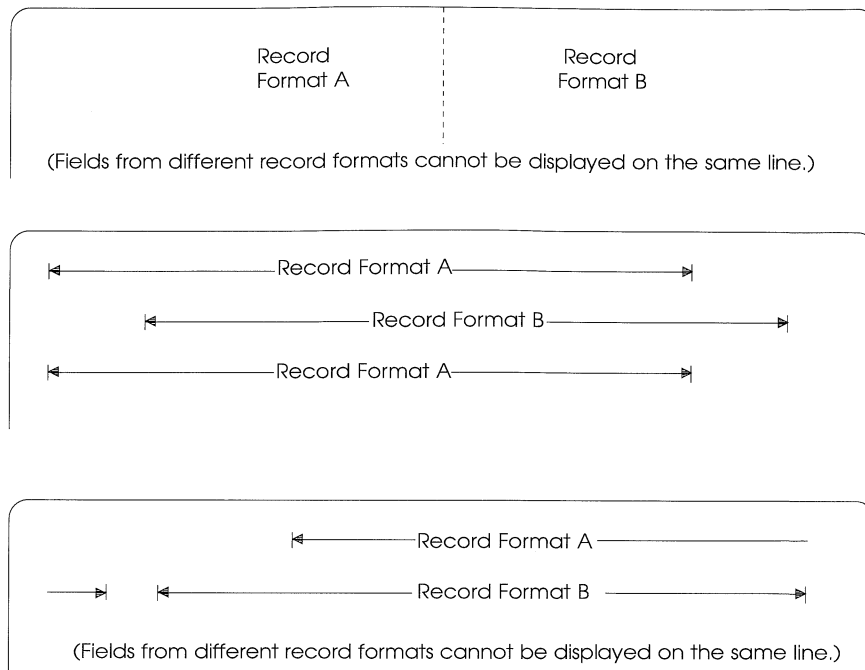 Record
Format A
Record
Format B
(Fields from different record formats cannot be displayed on the same line.)
Record Format A
Record Format B
Record Format A
Record Format A
Record Format B
(Fields from different record formats cannot be displayed on the same line.)